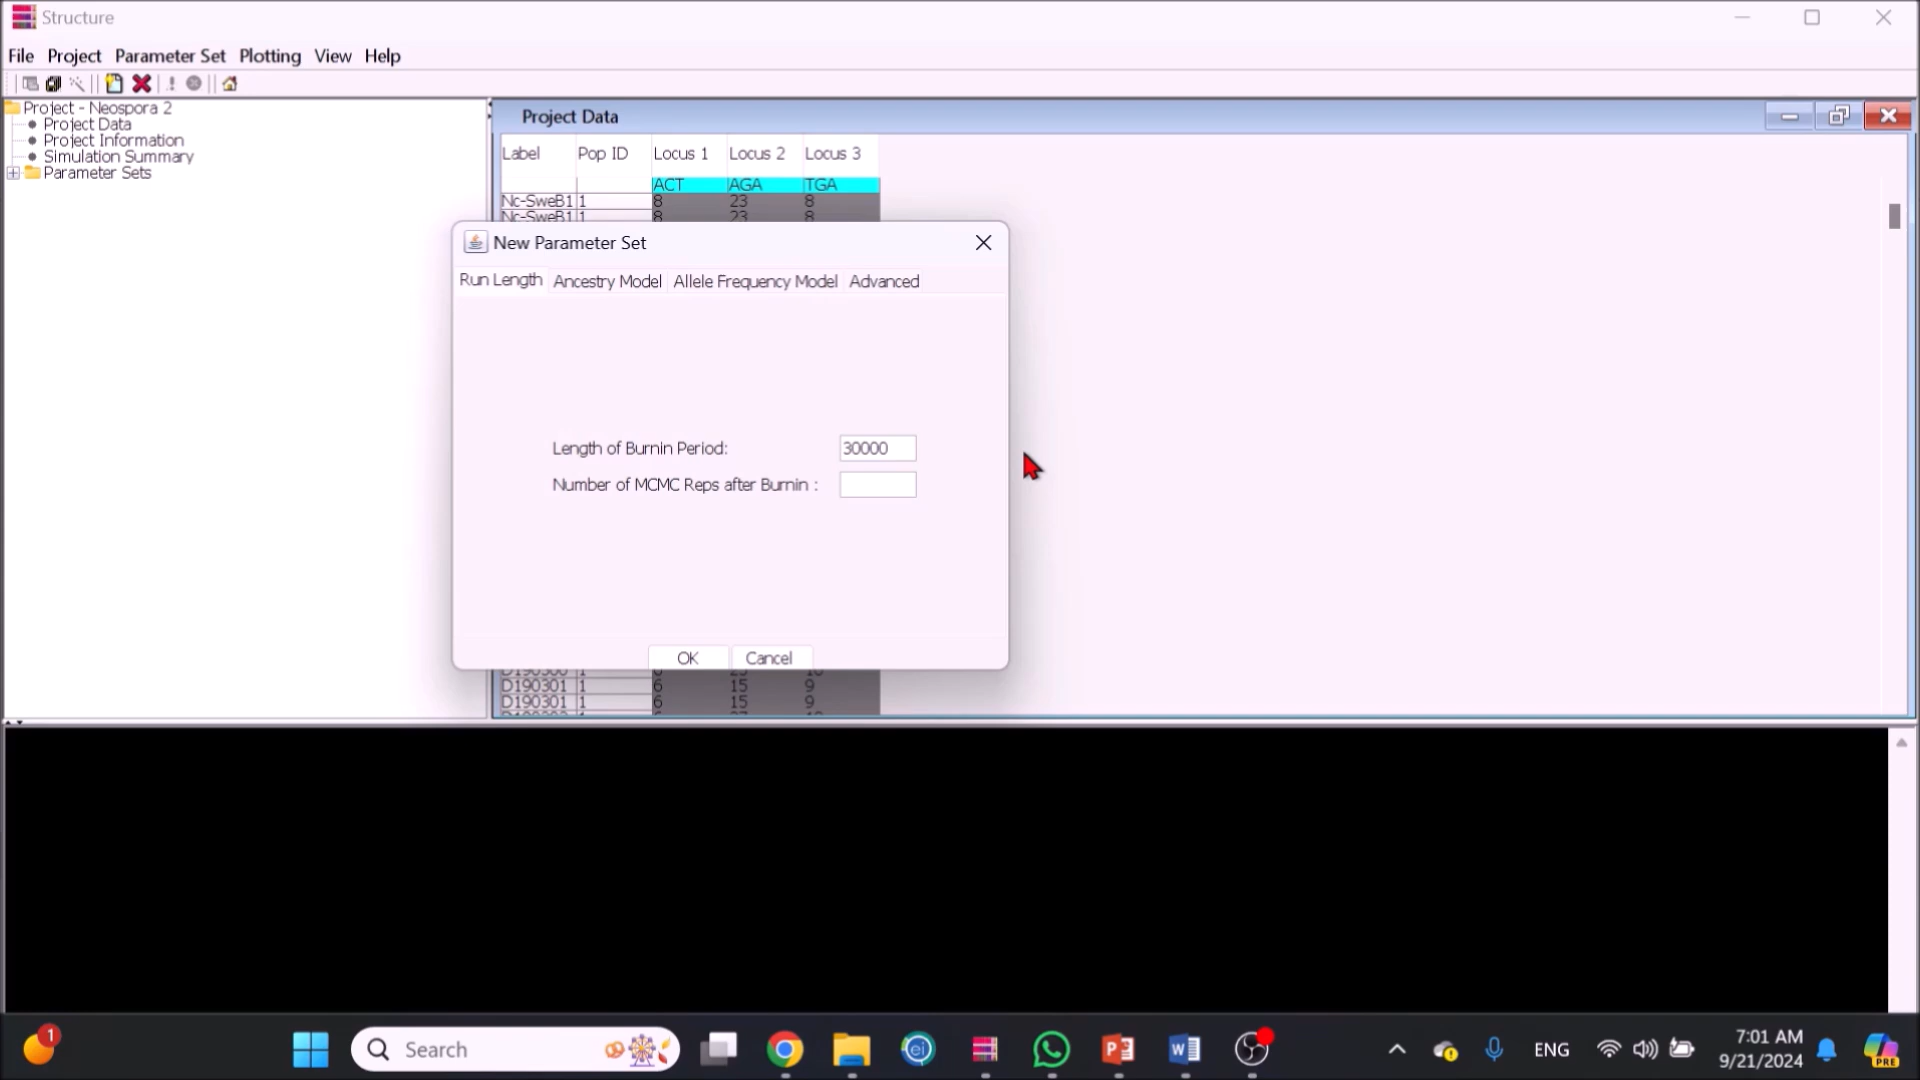 Structure
File Project Parameter Set Plotting View Help
Project - Neospora 2
Project Data
Project Information
Simulation Summary
Parameter Sets
Project Data
Label Pop ID Locus 1 Locus 2 Locus 3
ACT AGA TGA
Nc-SweB1 1 8 23 8
Nc-SweB1 1 8 23 8
New Parameter Set
Run Length Ancestry Model Allele Frequency Model Advanced
Length of Burnin Period: 30000
Number of MCMC Reps after Burnin :
OK Cancel
D190301 1 6 15 9
D190301 1 6 15 9
1
Search
ENG
7:01 AM
9/21/2024
PRE